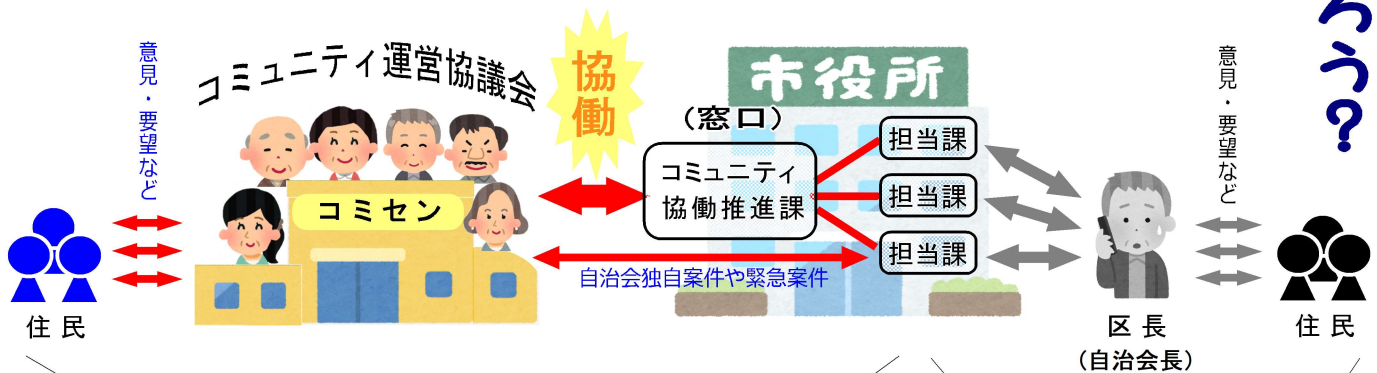 ろう?
意見・要望など
コミュニティ運営協議会
協働
市役所
(窓口)
コミュニティ
協働推進課
担当課
担当課
担当課
意見・要望など
コミセン
自治会独自案件や緊急案件
住民
区長
(自治会長)
住民